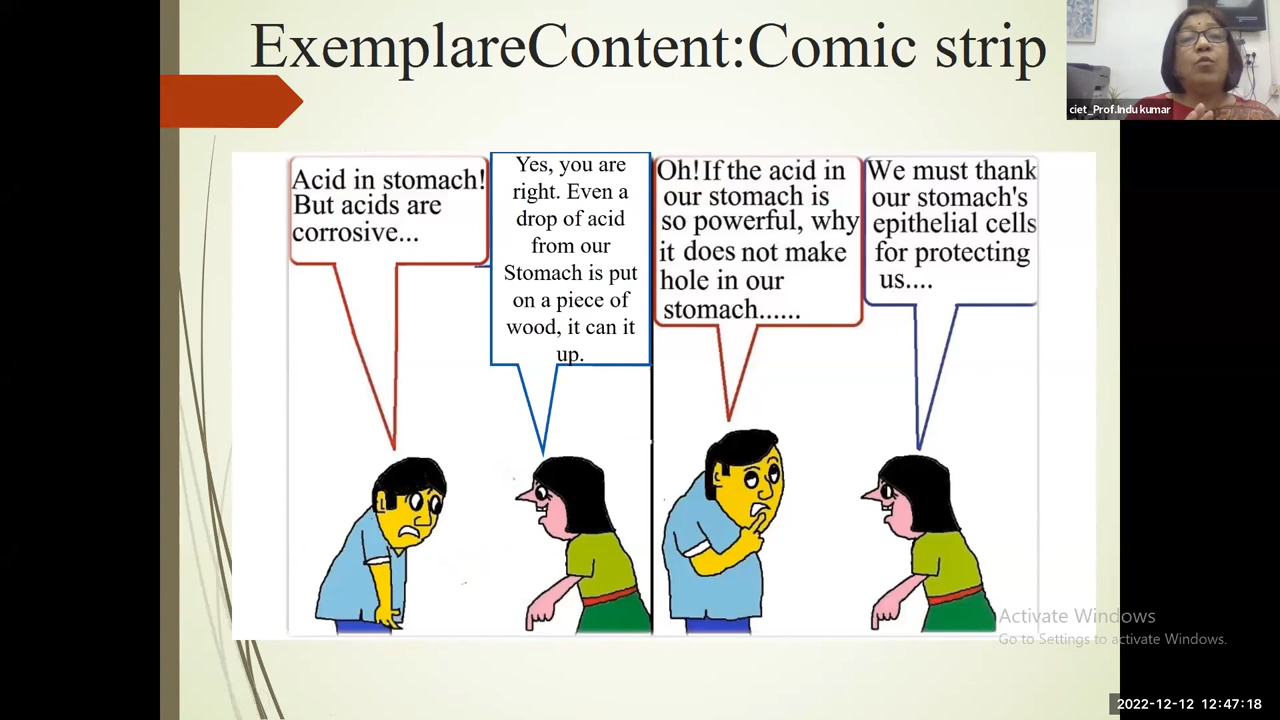 ExemplareContent:Comic strip
ciet_Prof.Indu kumar
Acid in stomach!
But acids are
corrosive...
Yes, you are
right. Even a
drop of acid
from our
Stomach is put
on a piece of
wood, it can it
up.
Oh! If the acid in
our stomach is
so powerful, why
it does not make
hole in our
stomach......
We must thank
our stomach's
epithelial cells
for protecting
us....
Activate Windows
Go to Settings to activate Windows.
2022-12-12 12:47:18